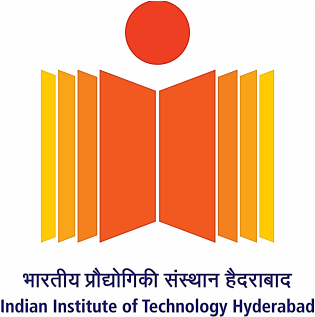 भारतीय प्रौद्योगिकी संस्थान हैदराबाद
Indian Institute of Technology Hyderabad